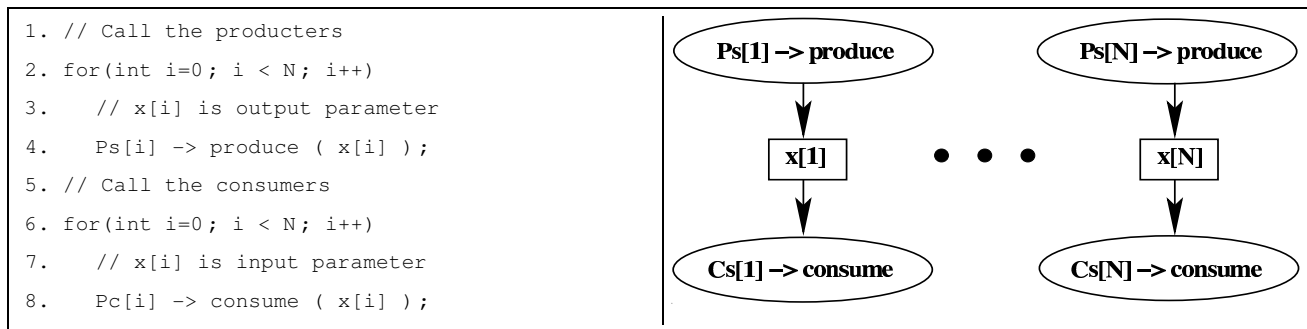 1. // Call the producters
2. for(int i=0; i < N; i++)
3. // x[i] is output parameter
4. Ps[i] -> produce ( x[i] );
5. // Call the consumers
6. for(int i=0; i < N; i++)
7. // x[i] is input parameter
8. Pc[i] -> consume ( x[i] );
Ps[1] -> produce
Ps[N] -> produce
x[1]
x[N]
Cs[1] -> consume
Cs[N] -> consume